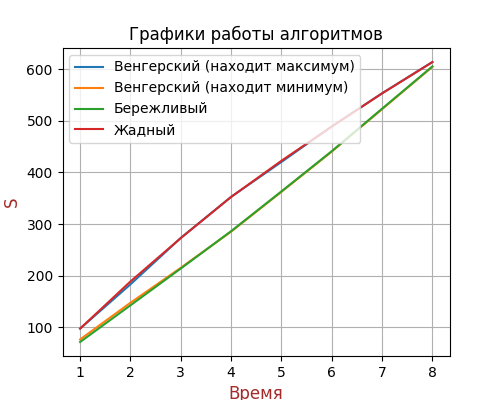 Графики работы алгоритмов
Венгерский (находит максимум)
Венгерский (находит минимум)
Бережливый
Жадный
600
500
400
300
200
100
S
1 2 3 4 5 6 7 8
Время